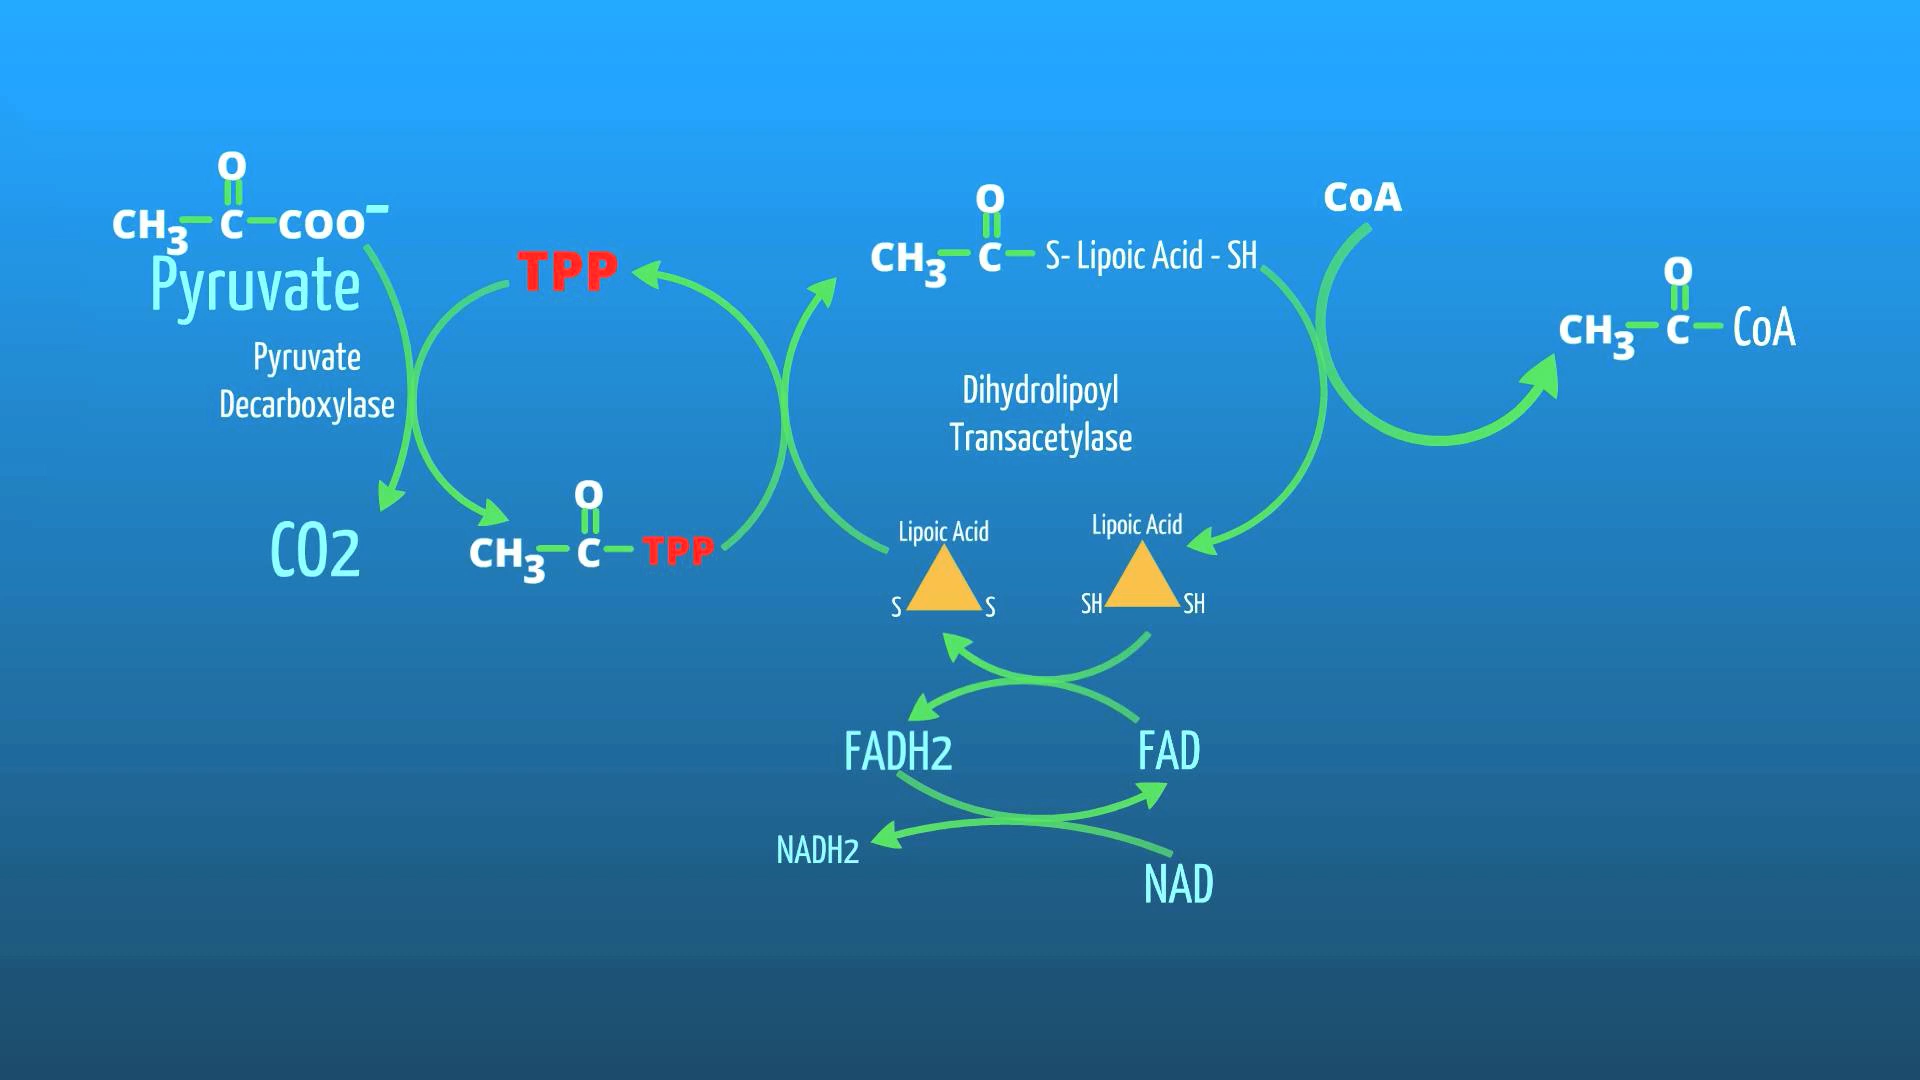 O
CH3 C COO-
Pyruvate
Pyruvate
Decarboxylase
CO2
TPP
O
CH3 C TPP
O
CH3 C S- Lipoic Acid - SH
Dihydrolipoyl
Transacetylase
CoA
O
CH3 C CoA
Lipoic Acid
S S
Lipoic Acid
SH SH
FADH2 FAD
NADH2
NAD